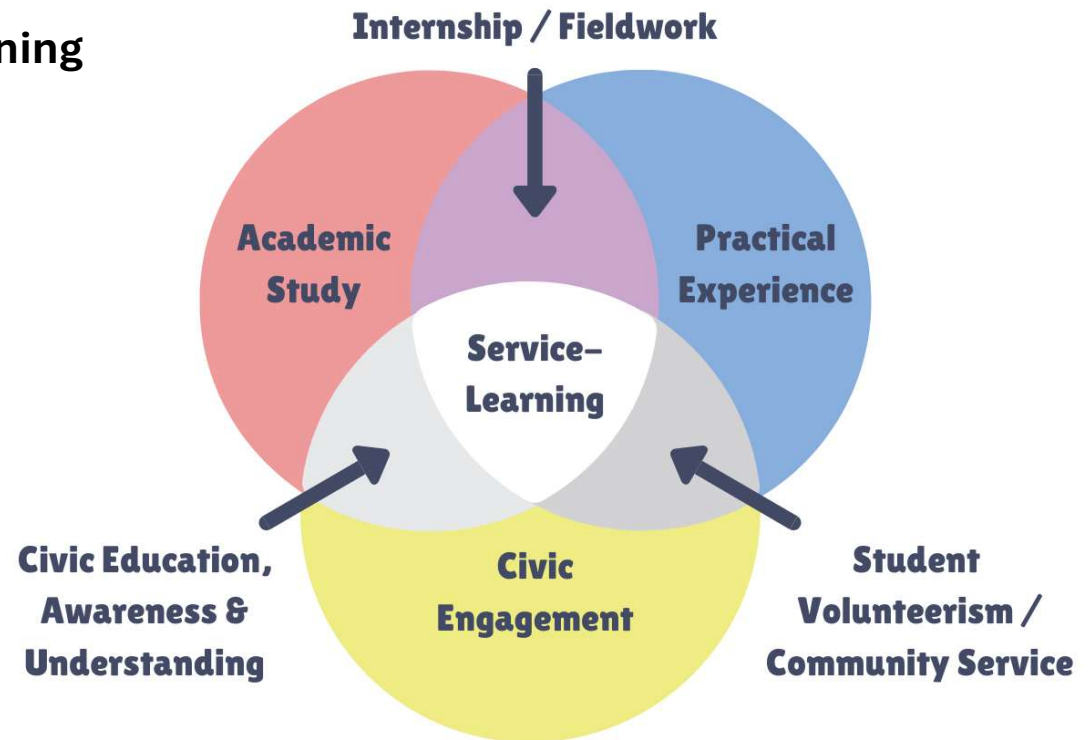 ning
Internship / Fieldwork
Academic
Study
Practical
Experience
Service–
Learning
Civic Education,
Awareness &
Understanding
Civic
Engagement
Student
Volunteerism /
Community Service